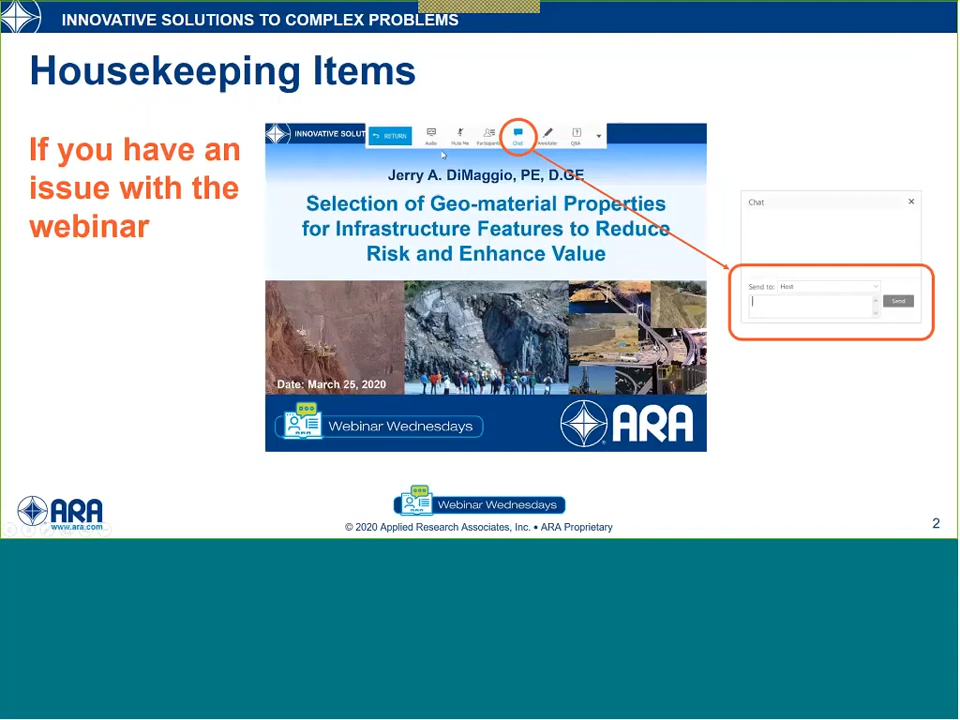 INNOVATIVE SOLUTIONS TO COMPLEX PROBLEMS
Housekeeping Items
If you have an
issue with the
webinar
INNOVATIVE SOLUT
RETURN
Audio
Mute Me
Participants
Chat
Annotate
Q&A
Jerry A. DiMaggio, PE, D.GE
Selection of Geo-material Properties
for Infrastructure Features to Reduce
Risk and Enhance Value
Date: March 25, 2020
Webinar Wednesdays
ARA
Chat
Send to: Host
Send
ARA
www.ara.com
Webinar Wednesdays
© 2020 Applied Research Associates, Inc. • ARA Proprietary
2